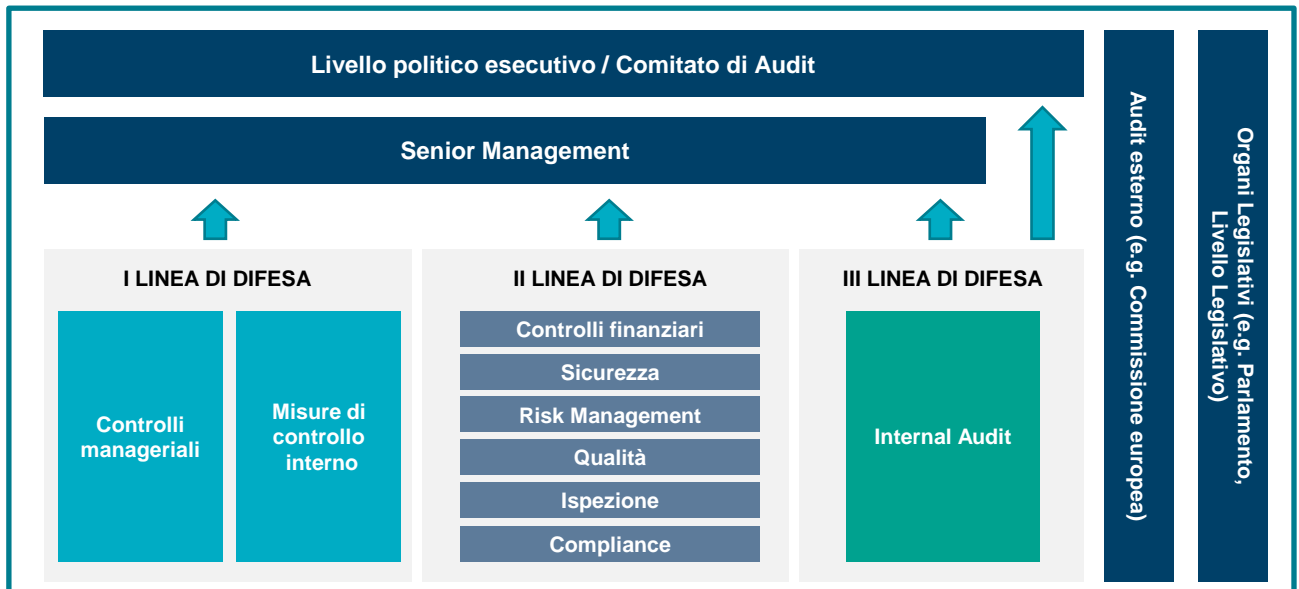 Livello politico esecutivo / Comitato di Audit
Senior Management
I LINEA DI DIFESA
Controlli
manageriali
Misure di
controllo
interno
II LINEA DI DIFESA
Controlli finanziari
Sicurezza
Risk Management
Qualità
Ispezione
Compliance
III LINEA DI DIFESA
Internal Audit
Audit esterno (e.g. Commissione europea)
Organi Legislativi (e.g. Parlamento,
Livello Legislativo)